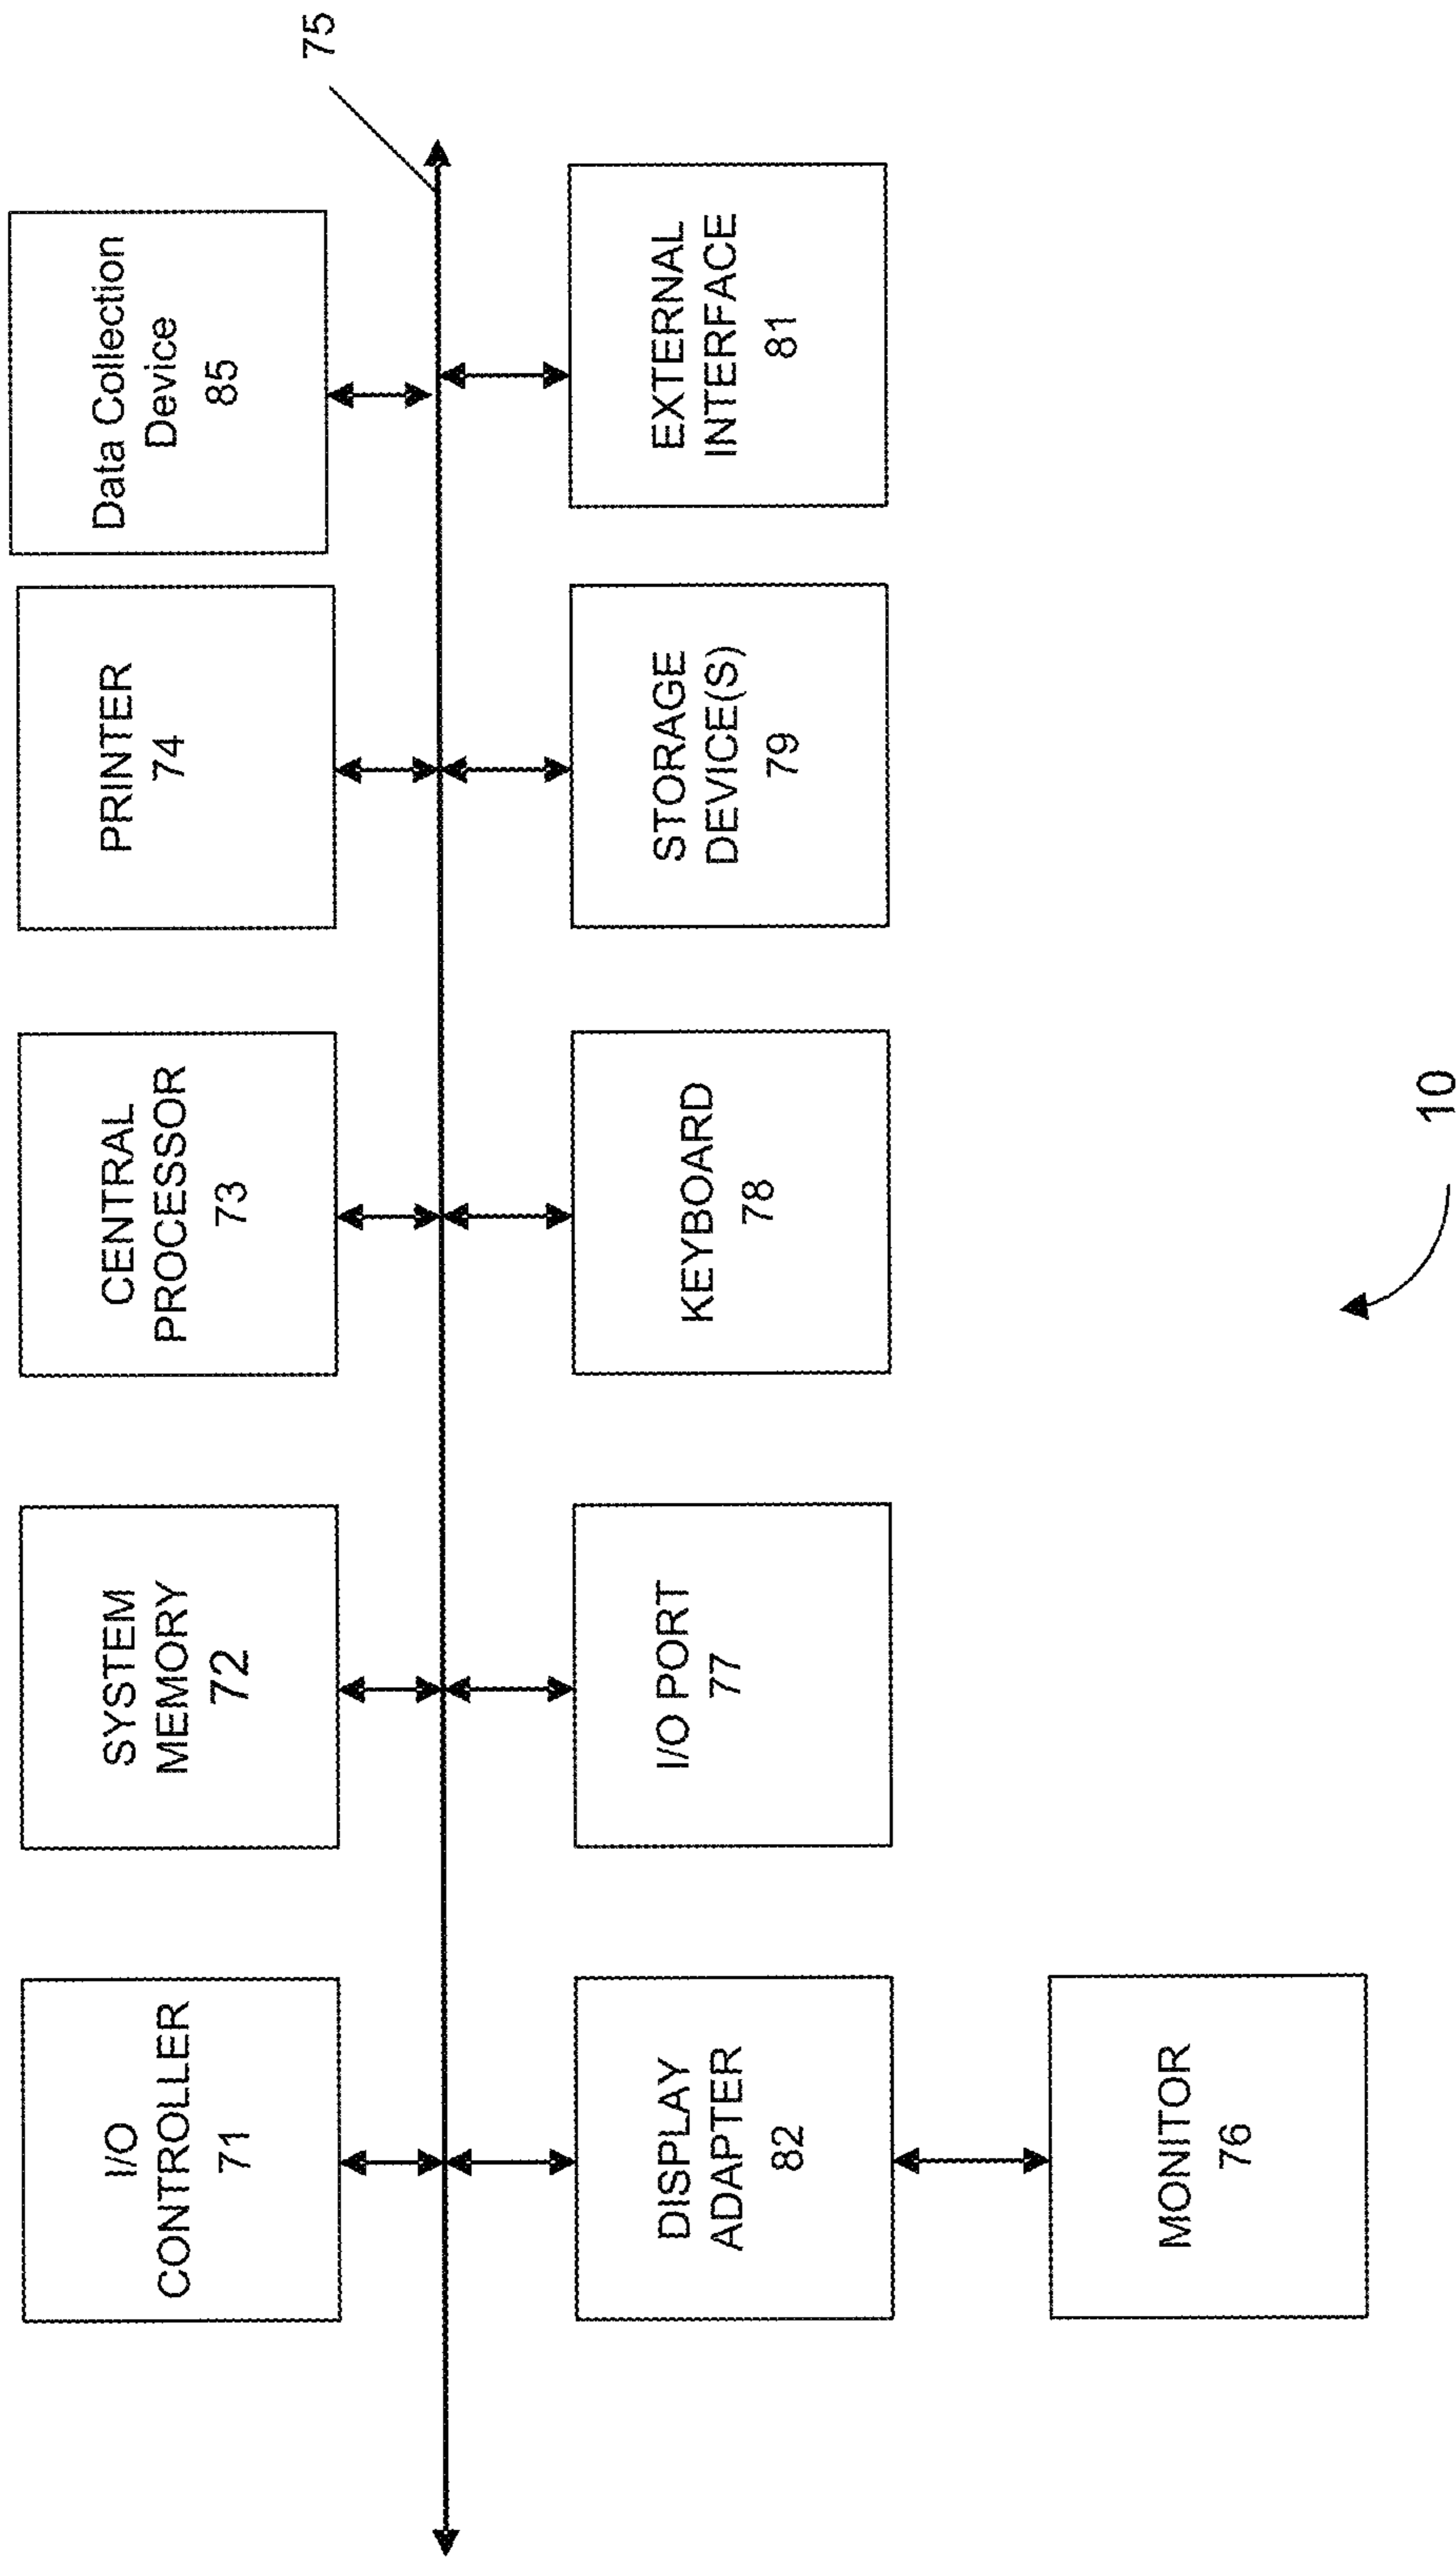 I/O
CONTROLLER
71
SYSTEM
MEMORY
72
CENTRAL
PROCESSOR
73
PRINTER
74
Data Collection
Device
85
75
DISPLAY
ADAPTER
82
I/O PORT
77
KEYBOARD
78
STORAGE
DEVICE(S)
79
EXTERNAL
INTERFACE
81
MONITOR
76
10